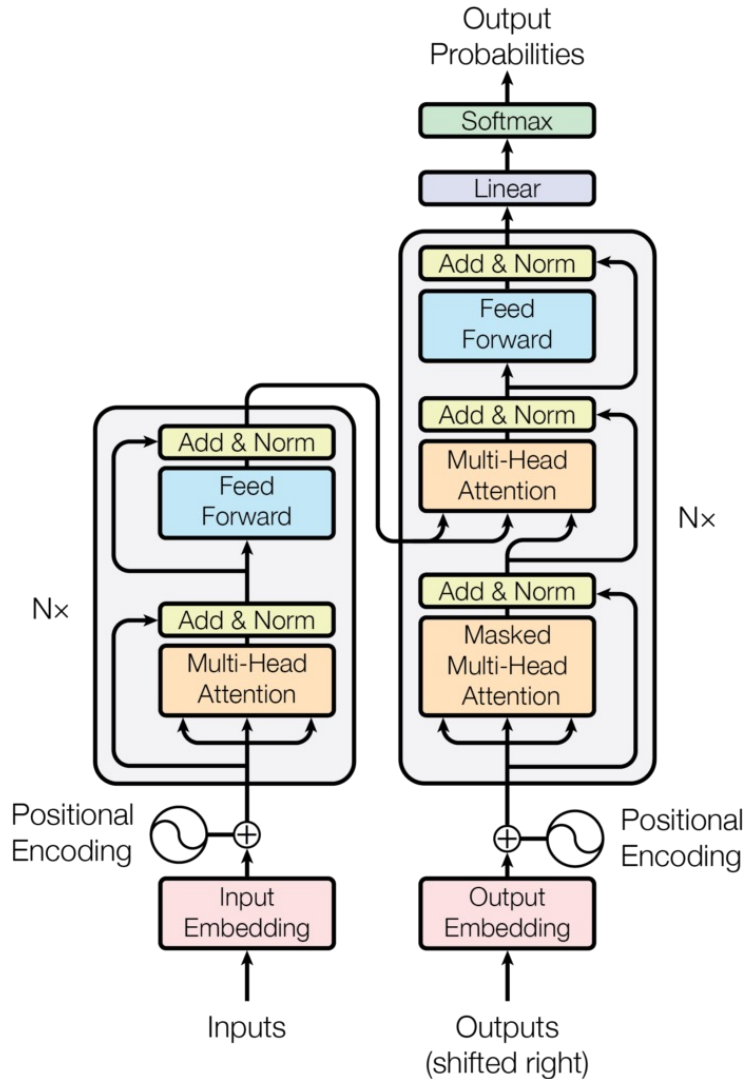 Output
Probabilities
Softmax
Linear
Add & Norm
Feed
Forward
Add & Norm
Multi-Head
Attention
Nx
Add & Norm
Masked
Multi-Head
Attention
Add & Norm
Feed
Forward
Nx
Add & Norm
Multi-Head
Attention
Positional
Encoding
Positional
Encoding
Input
Embedding
Output
Embedding
Inputs
Outputs
(shifted right)